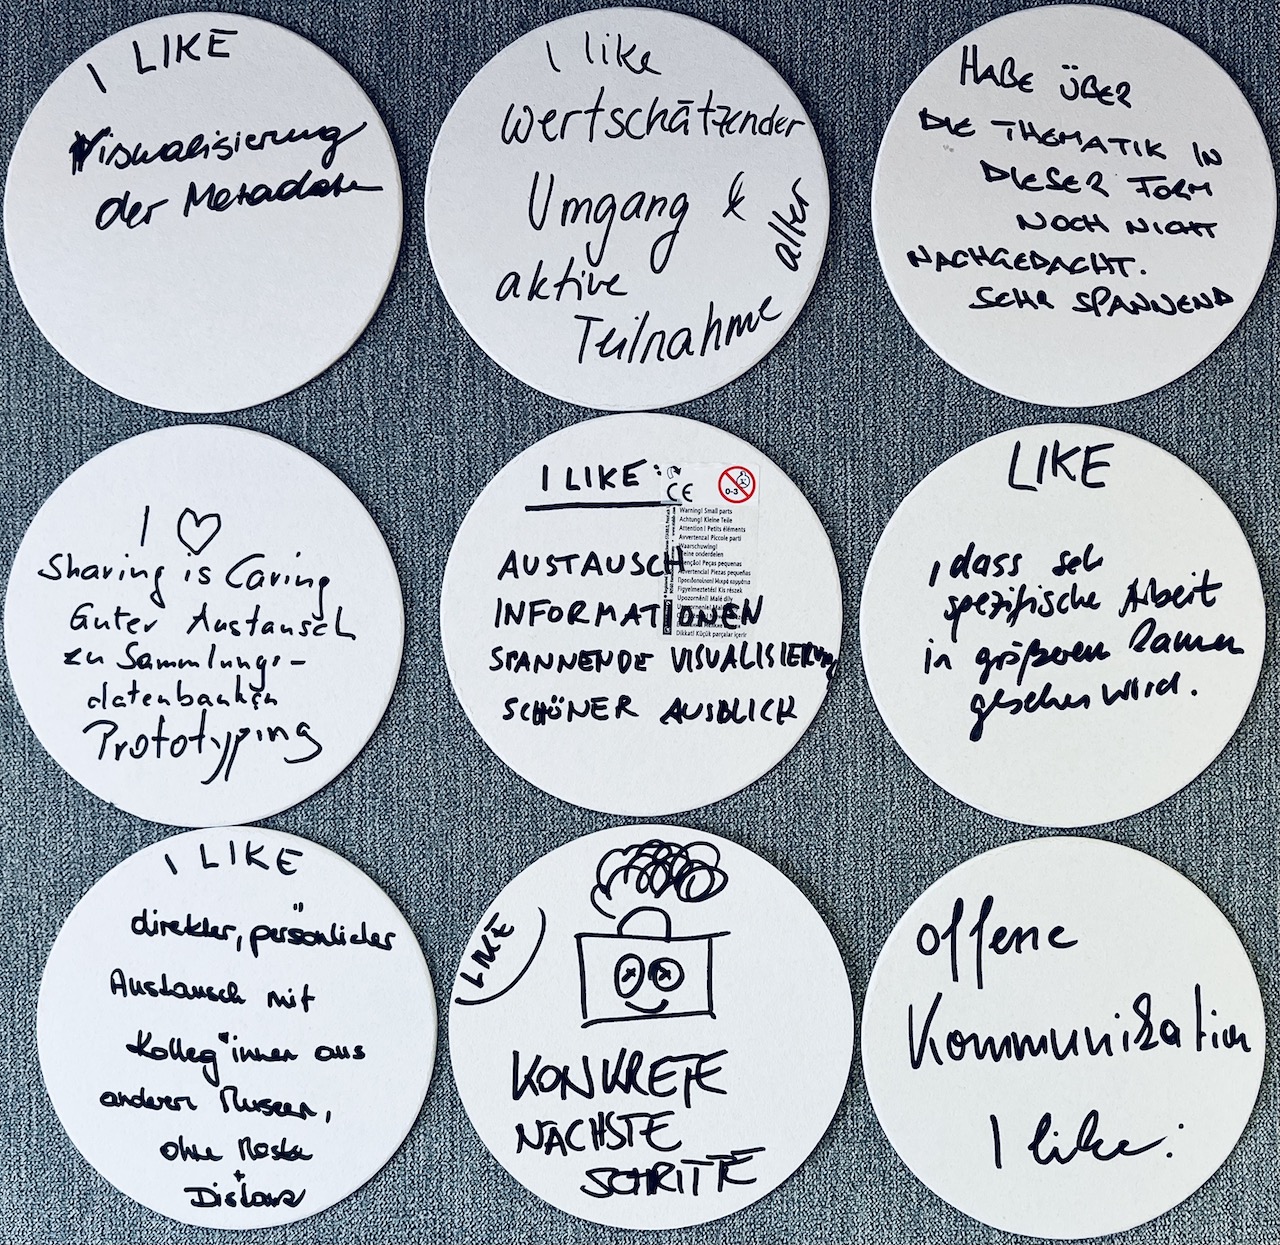 I LIKE
Visualisierung
der Metadaten
I like
wertschätzender
Umgang &
aktive
Teilnahme aller
HABE ÜBER
DIE THEMATIK IN
DIESER FORM
NOCH NICHT
NACHGEDACHT.
SEHR SPANNEND
I ♡
Sharing is Caring
Guter Austausch
zu Sammlungs-
datenbanken
Prototyping
I LIKE:
CE
0-3
Warning! Small parts
Achtung! Kleine Teile
Attention! Petits éléments
Avvertenza! Piccole parti
Waarschuwing!
Kleine onderdelen
Atenção! Peças pequenas
Advertencia! Piezas pequeñas
Προειδοποίηση! Μικρά κομμάτια
Figyelmeztetés! Kis részek
Upozornění! Malé díly
Dikkat! Küçük parçalar içerir
AUSTAUSCH
INFORMATIONEN
SPANNENDE VISUALISIERUNG
SCHÖNER AUSBLICK
LIKE
, dass sehr
spezifische Arbeit
in größeren Ramen
gesehen wird.
I LIKE
direkter, persönlicher
Austausch mit
Kolleg*innen aus
anderen Museen,
ohne Maske
+
Distanz
LIKE
KONKRETE
NÄCHSTE
SCHRITTE
offene
Kommunikation
I like.